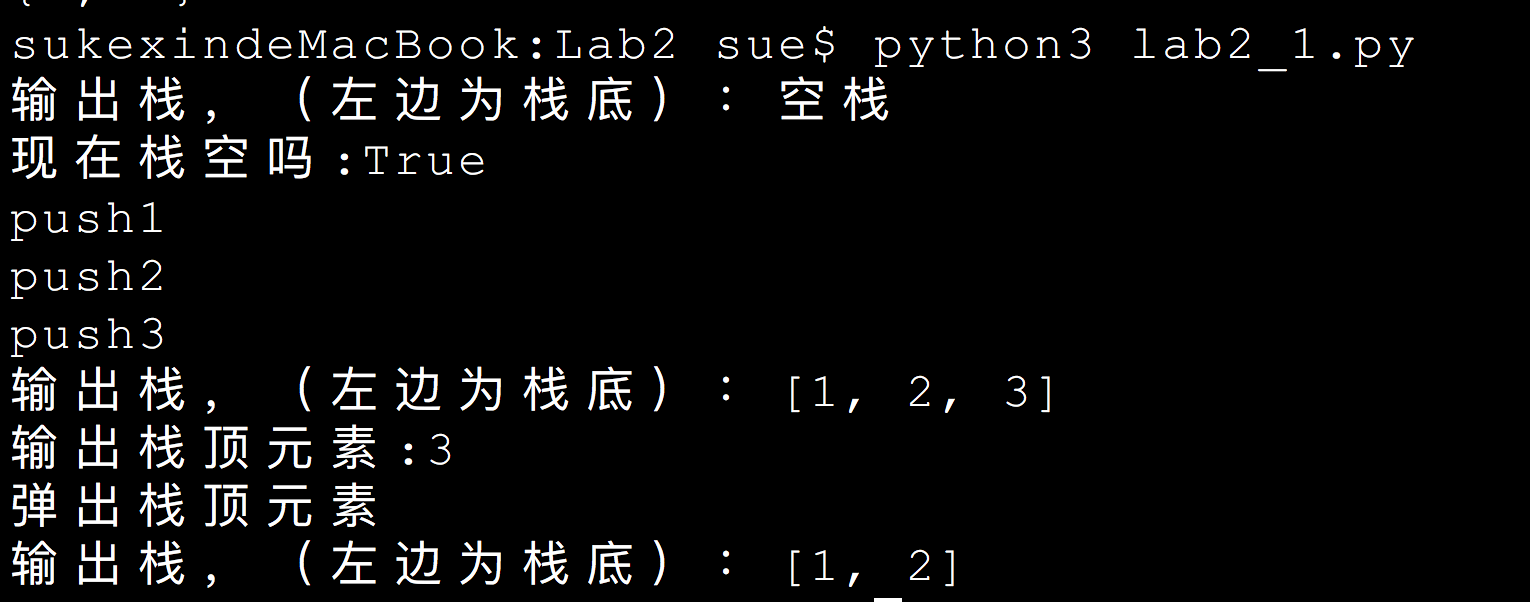 sukexindeMacBook:Lab2 sue$ python3 lab2_1.py
输出栈，（左边为栈底）：空栈
现在栈空吗:True
push1
push2
push3
输出栈，（左边为栈底）：[1, 2, 3]
输出栈顶元素:3
弹出栈顶元素
输出栈，（左边为栈底）：[1, 2]